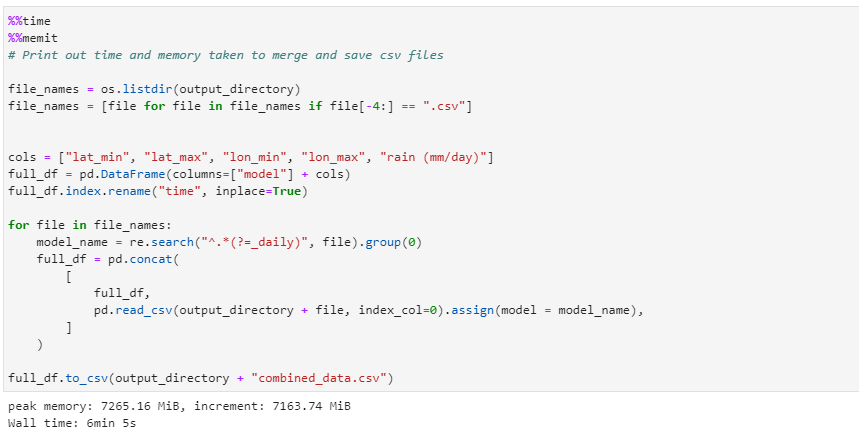 %%time
%%memit
# Print out time and memory taken to merge and save csv files
file_names = os.listdir(output_directory)
file_names = [file for file in file_names if file[-4:] == ".csv"]
cols = ["lat_min", "lat_max", "lon_min", "lon_max", "rain (mm/day)"]
full_df = pd.DataFrame(columns=["model"] + cols)
full_df.index.rename("time", inplace=True)
for file in file_names:
    model_name = re.search("^.*(?=_daily)", file).group(0)
    full_df = pd.concat(
        [
            full_df,
            pd.read_csv(output_directory + file, index_col=0).assign(model = model_name),
        ]
    )
full_df.to_csv(output_directory + "combined_data.csv")
peak memory: 7265.16 MiB, increment: 7163.74 MiB
Wall time: 6min 5s